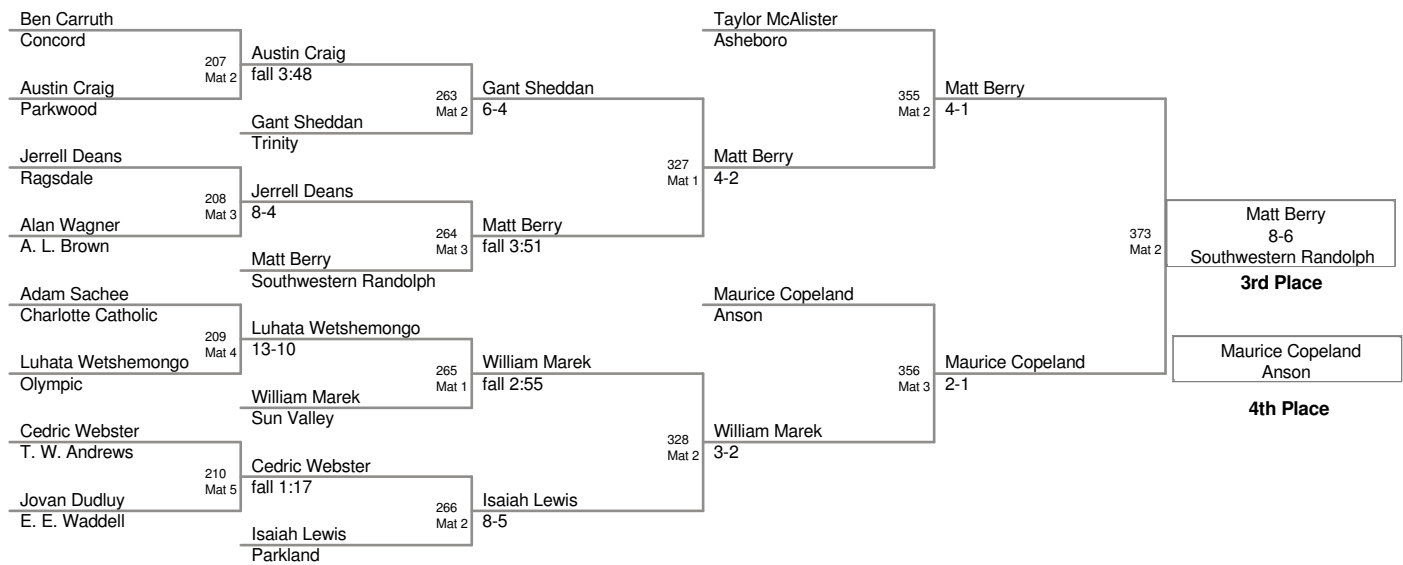 Ben Carruth
Concord
207
Mat 2
Austin Craig
Parkwood
Austin Craig
fall 3:48
263
Mat 2
Gant Sheddan
Trinity
Gant Sheddan
6-4
Jerrell Deans
Ragsdale
208
Mat 3
Alan Wagner
A. L. Brown
Jerrell Deans
8-4
264
Mat 3
Matt Berry
Southwestern Randolph
Matt Berry
fall 3:51
327
Mat 1
Taylor McAlister
Asheboro
355
Mat 2
Matt Berry
4-2
Matt Berry
4-1
Adam Sachee
Charlotte Catholic
209
Mat 4
Luhata Wetshemongo
Olympic
Luhata Wetshemongo
13-10
265
Mat 1
William Marek
Sun Valley
William Marek
fall 2:55
Cedric Webster
T. W. Andrews
210
Mat 5
Jovan Dudluy
E. E. Waddell
Cedric Webster
fall 1:17
266
Mat 2
Isaiah Lewis
Parkland
Isaiah Lewis
8-5
328
Mat 2
Maurice Copeland
Anson
356
Mat 3
William Marek
3-2
Maurice Copeland
2-1
373
Mat 2
Matt Berry
8-6
Southwestern Randolph
3rd Place
Maurice Copeland
Anson
4th Place